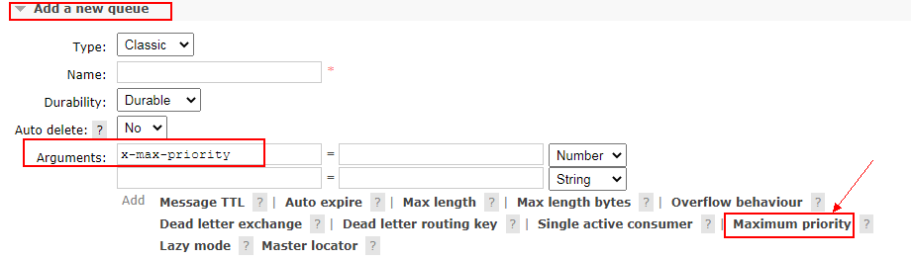 Add a new queue
Type: Classic
Name: *
Durability: Durable
Auto delete: ? No
Arguments: x-max-priority = Number
= String
Add Message TTL ? | Auto expire ? | Max length ? | Max length bytes ? | Overflow behaviour ?
Dead letter exchange ? | Dead letter routing key ? | Single active consumer ? | Maximum priority ?
Lazy mode ? Master locator ?